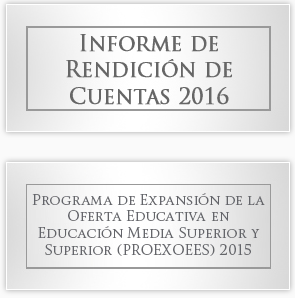 Informe de
Rendición de
Cuentas 2016
Programa de Expansión de la
Oferta Educativa en
Educación Media Superior y
Superior (PROEXOEES) 2015